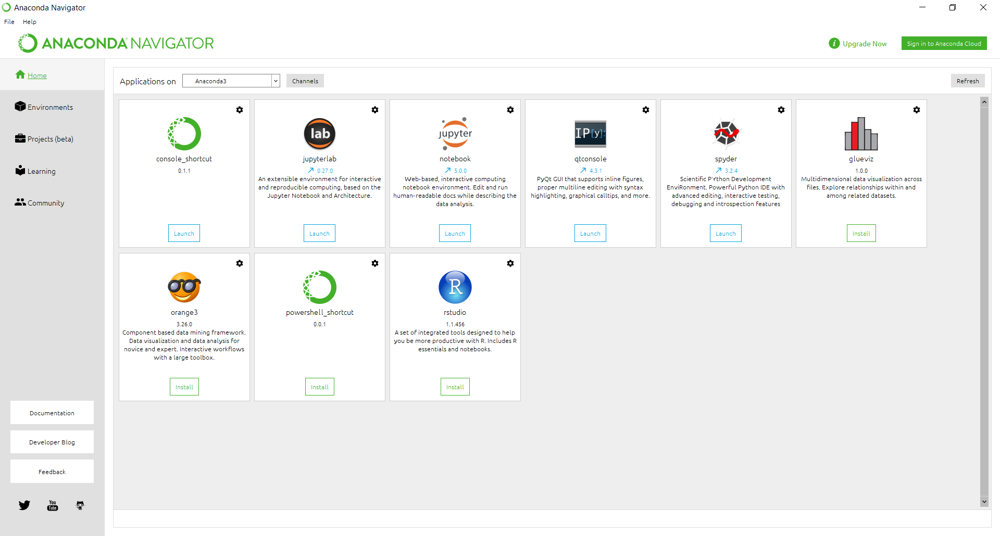 Anaconda Navigator
File Help
ANACONDA NAVIGATOR
i Upgrade Now
Sign in to Anaconda Cloud
Home
Environments
Projects (beta)
Learning
Community
Documentation
Developer Blog
Feedback
You
Tube
Applications on
Anaconda3
Channels
Refresh
console_shortcut
0.1.1
Launch
lab
jupyterlab
0.27.0
An extensible environment for interactive
and reproducible computing, based on the
Jupyter Notebook and Architecture.
Launch
jupyter
notebook
5.0.0
Web-based, interactive computing
notebook environment. Edit and run
human-readable docs while describing the
data analysis.
Launch
IP[y]:
qtconsole
4.3.1
PyQt GUI that supports inline figures,
proper multiline editing with syntax
highlighting, graphical calltips, and more.
Launch
spyder
3.2.4
Scientific PYthon Development
EnviRonment. Powerful Python IDE with
advanced editing, interactive testing,
debugging and introspection features
Launch
glueviz
1.0.0
Multidimensional data visualization across
files. Explore relationships within and
among related datasets.
Install
orange3
3.26.0
Component based data mining framework.
Data visualization and data analysis for
novice and expert. Interactive workflows
with a large toolbox.
Install
powershell_shortcut
0.0.1
Install
R
rstudio
1.1.456
A set of integrated tools designed to help
you be more productive with R. Includes R
essentials and notebooks.
Install